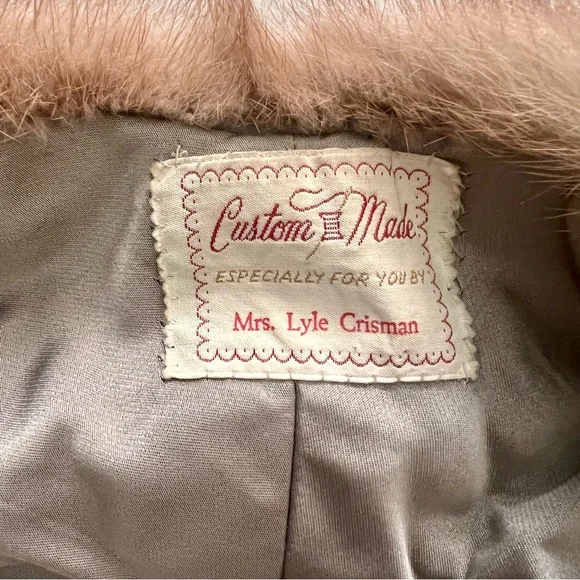 Custom Made
ESPECIALLY FOR YOU BY
Mrs. Lyle Crisman